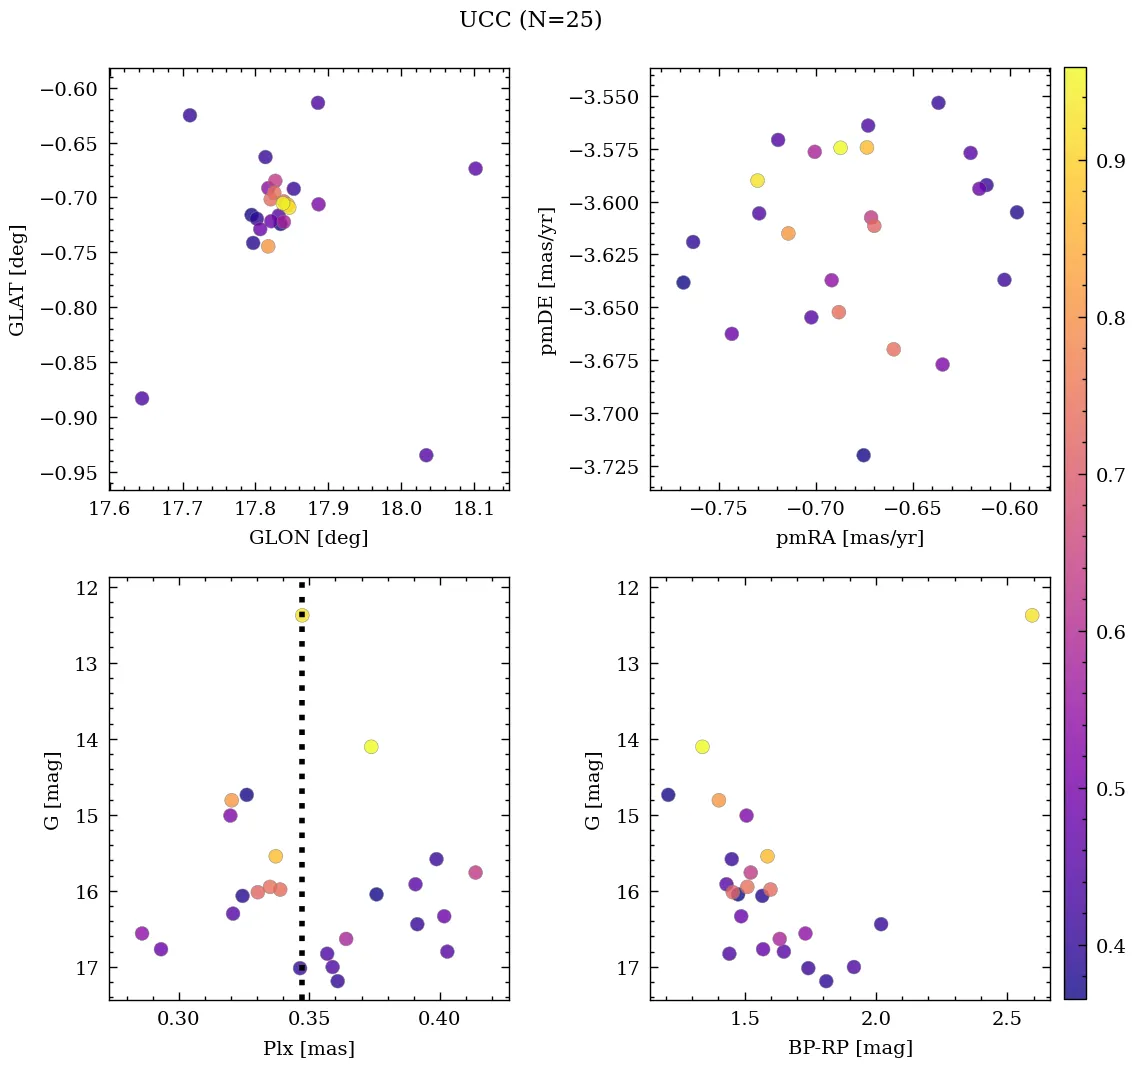 UCC (N=25)
−0.60
−0.65
−0.70
−0.75
−0.80
−0.85
−0.90
−0.95
GLAT [deg]
17.6 17.7 17.8 17.9 18.0 18.1
GLON [deg]
−3.550
−3.575
−3.600
−3.625
−3.650
−3.675
−3.700
−3.725
pmDE [mas/yr]
−0.75 −0.70 −0.65 −0.60
pmRA [mas/yr]
12
13
14
15
16
17
G [mag]
0.30 0.35 0.40
Plx [mas]
12
13
14
15
16
17
G [mag]
1.5 2.0 2.5
BP-RP [mag]
0.9
0.8
0.7
0.6
0.5
0.4